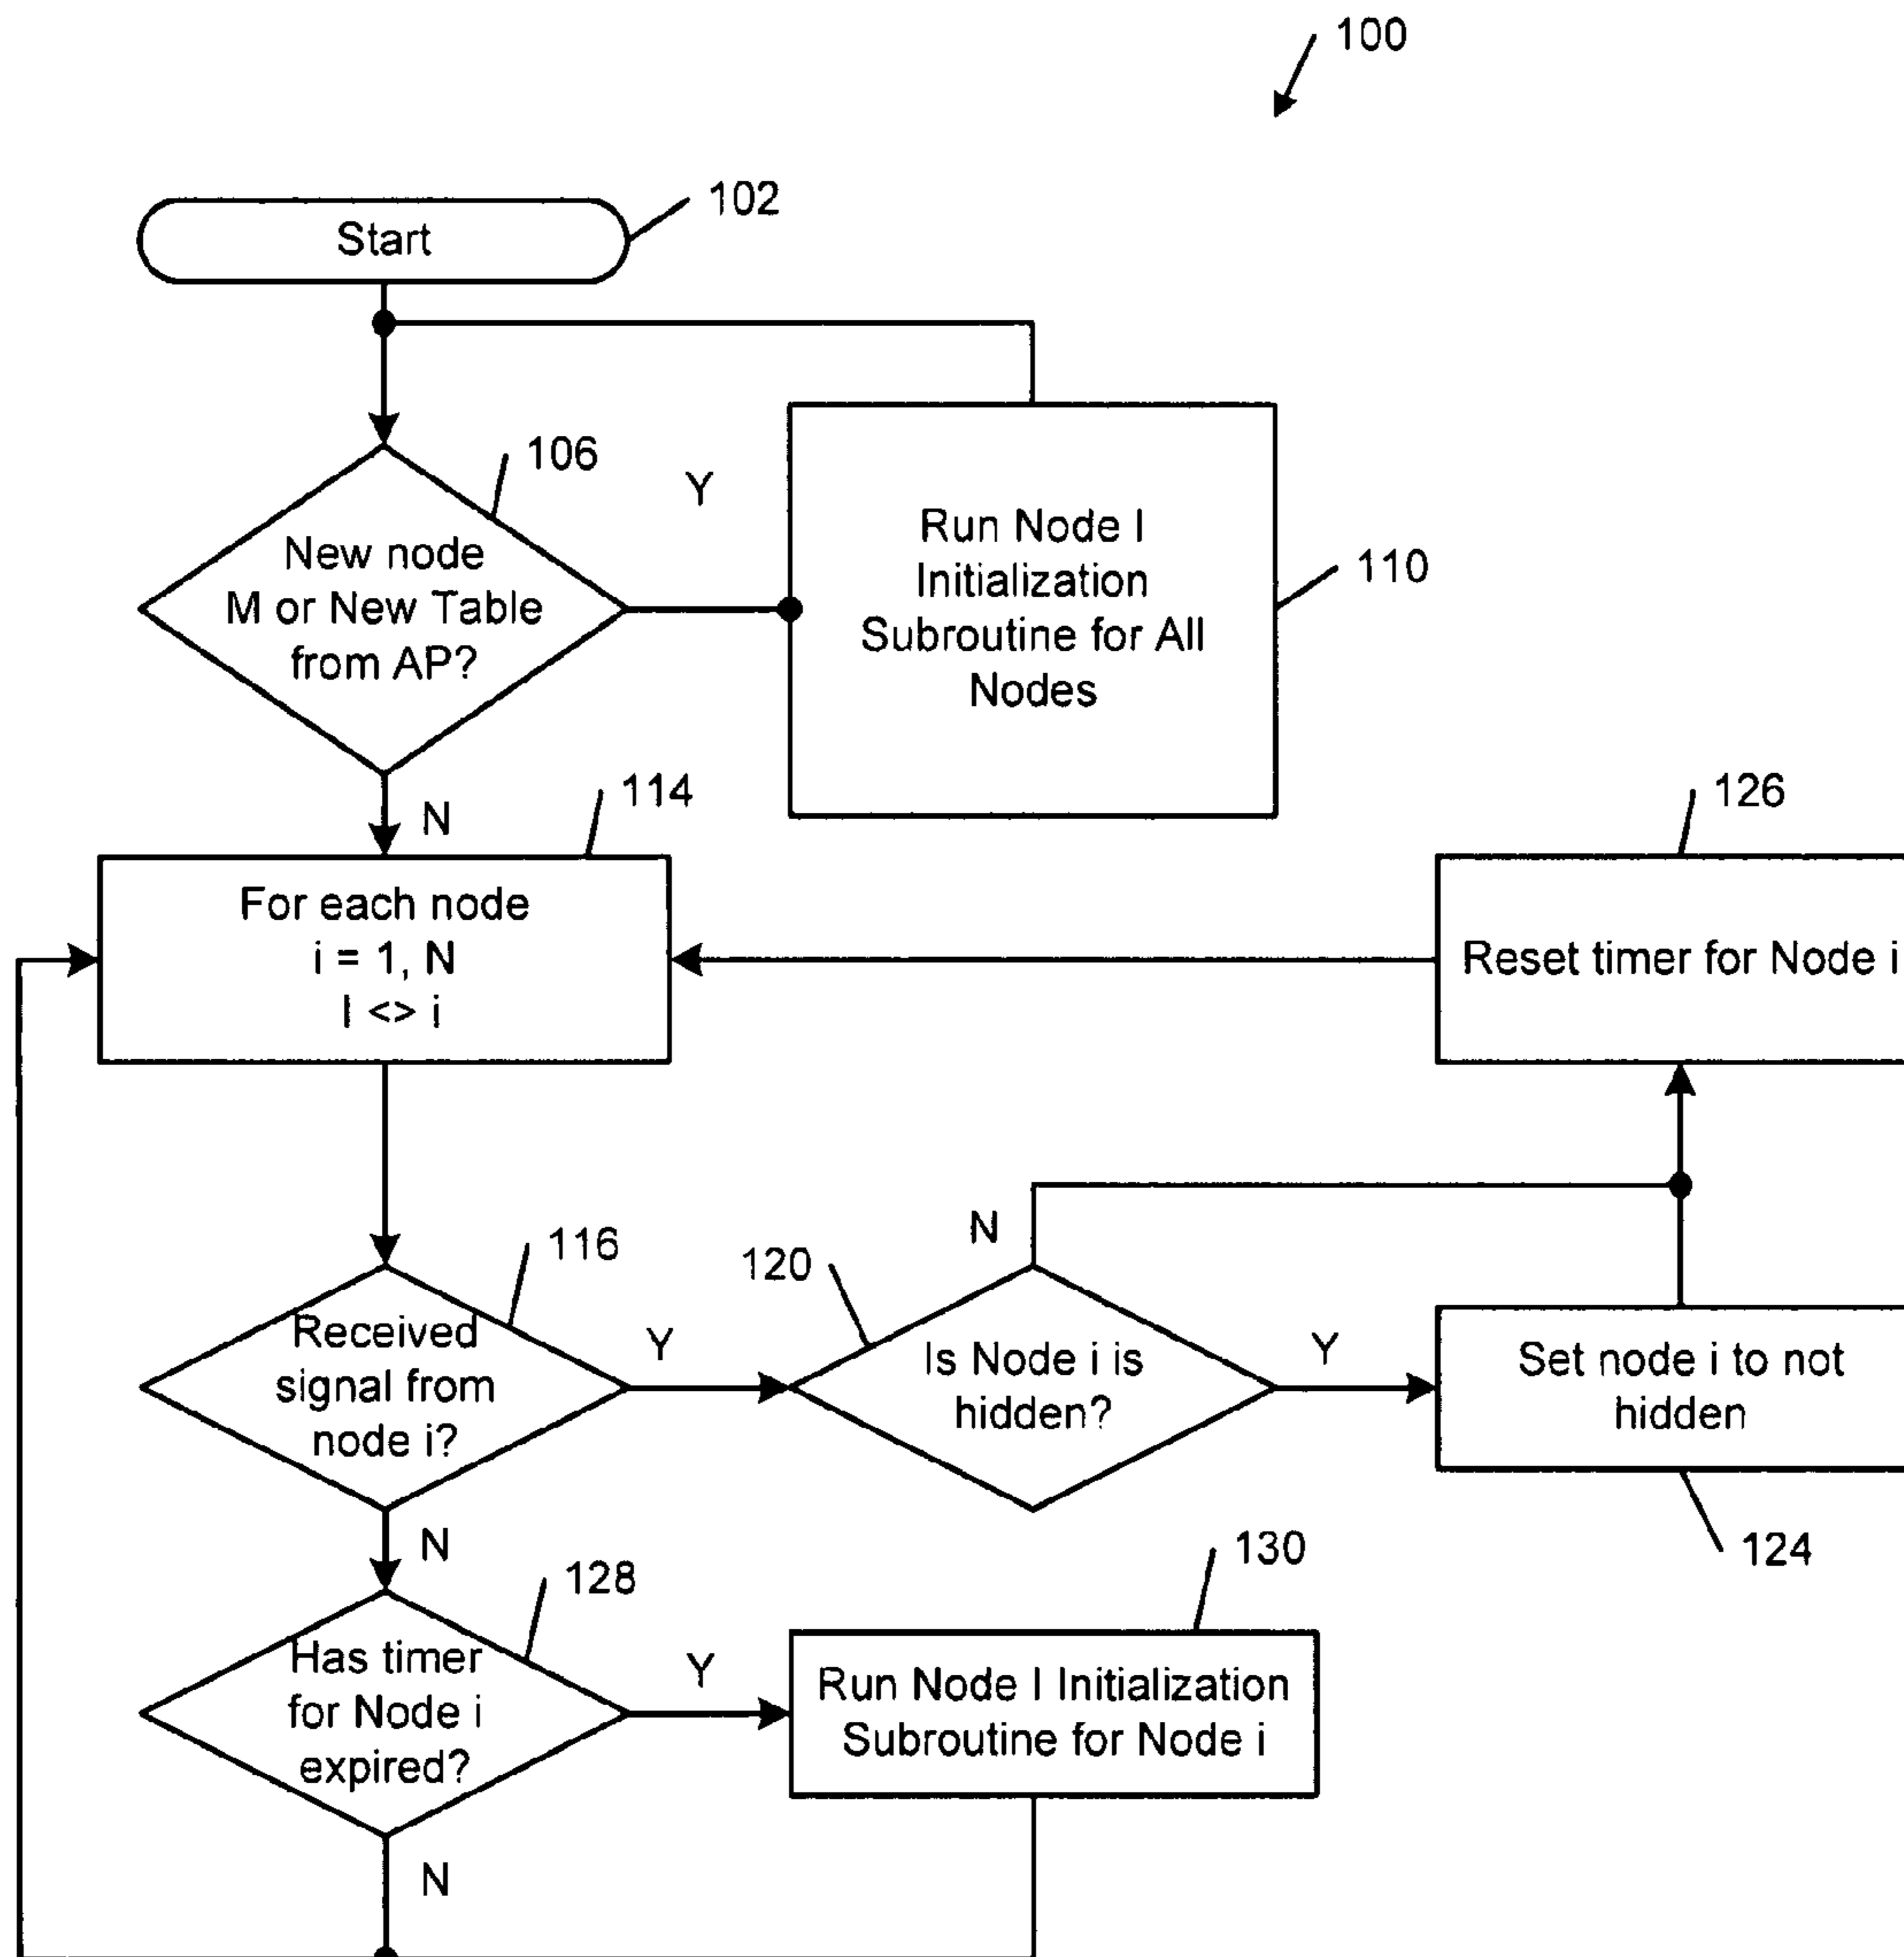 100
102
Start
106
Y
New node
M or New Table
from AP?
Run Node I
Initialization
Subroutine for All
Nodes
110
N
114
126
For each node
i = 1, N
I <> i
Reset timer for Node i
N
116
120
Received
signal from
node i?
Y
Is Node i is
hidden?
Y
Set node i to not
hidden
N
128
130
124
Has timer
for Node i
expired?
Y
Run Node I Initialization
Subroutine for Node i
N